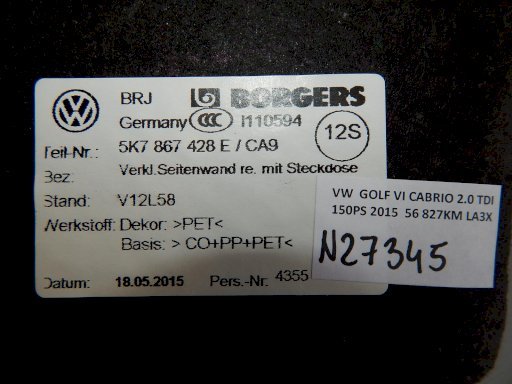 BRJ BORGERS
Germany CCC I110594
12S
Teil-Nr.: 5K7 867 428 E / CA9
Bez: Verkl.Seitenwand re. mit Steckdose
Stand: V12L58
Werkstoff: Dekor: >PET<
Basis: > CO+PP+PET<
Datum: 18.05.2015 Pers.-Nr. 4355
VW GOLF VI CABRIO 2.0 TDI
150PS 2015 56 827KM LA3X
N27345